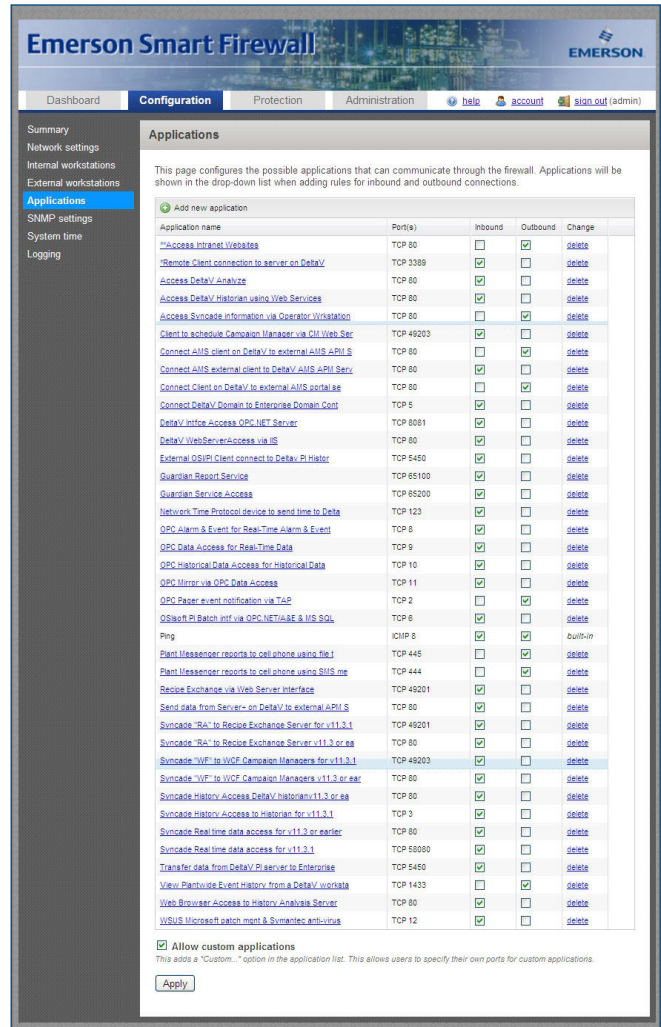 Emerson Smart Firewall
EMERSON
Dashboard Configuration Protection Administration help account sign out (admin)
Summary
Network settings
Internal workstations
External workstations
Applications
SNMP settings
System time
Logging
Applications
This page configures the possible applications that can communicate through the firewall. Applications will be
shown in the drop-down list when adding rules for inbound and outbound connections.
Add new application
Application name Port(s) Inbound Outbound Change
**Access Intranet Websites TCP 80 delete
*Remote Client connection to server on DeltaV TCP 3389 delete
Access DeltaV Analyze TCP 80 delete
Access DeltaV Historian using Web Services TCP 80 delete
Access Syncade information via Operator Wrkstation TCP 80 delete
Client to schedule Campaign Manager via CM Web Ser TCP 49203 delete
Connect AMS client on DeltaV to external AMS APM S TCP 80 delete
Connect AMS external client to DeltaV AMS APM Serv TCP 80 delete
Connect Client on DeltaV to external AMS portal se TCP 80 delete
Connect DeltaV Domain to Enterprise Domain Cont TCP 5 delete
DeltaV Intfce Access OPC.NET Server TCP 8081 delete
DeltaV WebServerAccess via IIS TCP 80 delete
External OSI/PI Client connect to Deltav PI Histor TCP 5450 delete
Guardian Report Service TCP 65100 delete
Guardian Service Access TCP 65200 delete
Network Time Protocol device to send time to Delta TCP 123 delete
OPC Alarm & Event for Real-Time Alarm & Event TCP 8 delete
OPC Data Access for Real-Time Data TCP 9 delete
OPC Historical Data Access for Historical Data TCP 10 delete
OPC Mirror via OPC Data Access TCP 11 delete
OPC Pager event notification via TAP TCP 2 delete
OSIsoft PI Batch intf via OPC.NET/A&E & MS SQL TCP 6 delete
Ping ICMP 8 built-in
Plant Messenger reports to cell phone using file t TCP 445 delete
Plant Messenger reports to cell phone using SMS me TCP 444 delete
Recipe Exchange via Web Server Interface TCP 49201 delete
Send data from Server+ on DeltaV to external APM S TCP 80 delete
Syncade "RA" to Recipe Exchange Server for v11.3.1 TCP 49201 delete
Syncade "RA" to Recipe Exchange Server v11.3 or ea TCP 80 delete
Syncade "WF" to WCF Campaign Managers for v11.3.1 TCP 49203 delete
Syncade "WF" to WCF Campaign Managers v11.3 or ear TCP 80 delete
Syncade History Access DeltaV historianv11.3 or ea TCP 80 delete
Syncade History Access to Historian for v11.3.1 TCP 3 delete
Syncade Real time data access for v11.3 or earlier TCP 80 delete
Syncade Real time data access for v11.3.1 TCP 58080 delete
Transfer data from DeltaV PI server to Enterprise TCP 5450 delete
View Plantwide Event History from a DeltaV worksta TCP 1433 delete
Web Browser Access to History Analysis Server TCP 80 delete
WSUS Microsoft patch mgnt & Symantec anti-virus TCP 12 delete
Allow custom applications
This adds a "Custom..." option in the application list. This allows users to specify their own ports for custom applications.
Apply